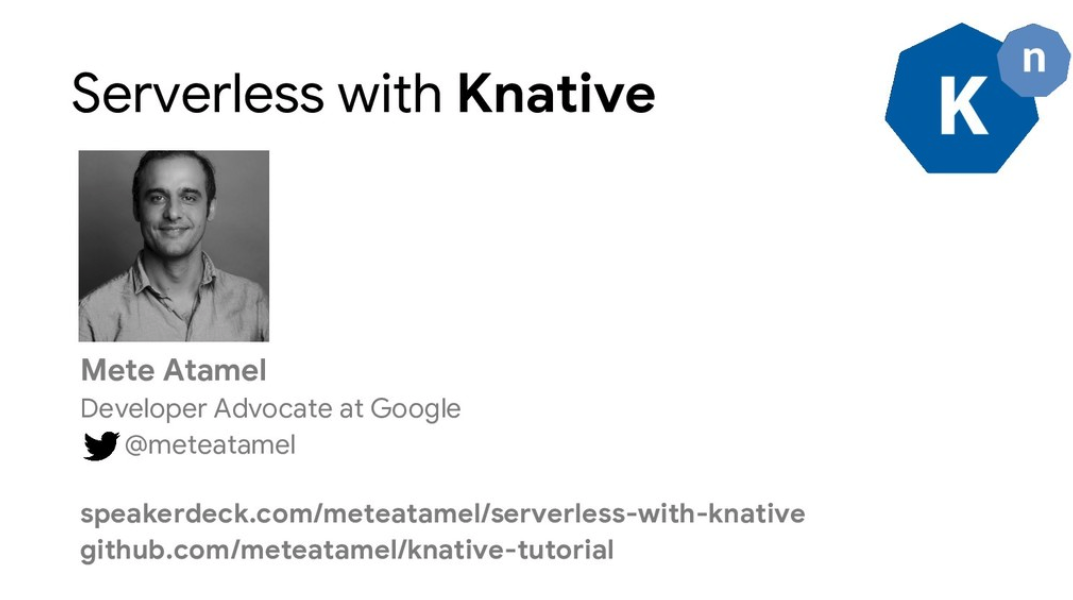 Serverless with Knative
K
n
Mete Atamel
Developer Advocate at Google
@meteatamel
speakerdeck.com/meteatamel/serverless-with-knative
github.com/meteatamel/knative-tutorial